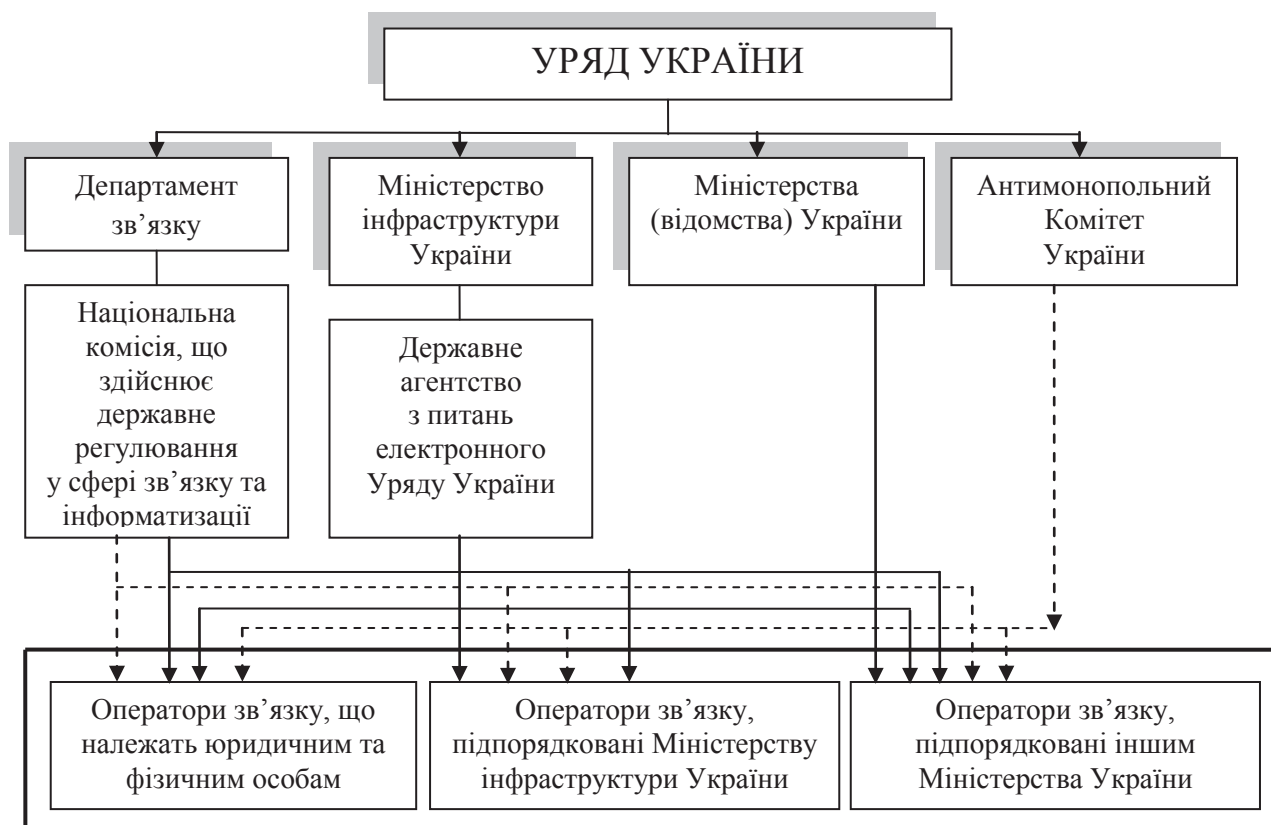 УРЯД УКРАЇНИ
Департамент
зв’язку
Міністерство
інфраструктури
України
Міністерства
(відомства) України
Антимонопольний
Комітет
України
Національна
комісія, що
здійснює
державне
регулювання
у сфері зв’язку та
інформатизації
Державне
агентство
з питань
електронного
Уряду України
Оператори зв’язку, що
належать юридичним та
фізичним особам
Оператори зв’язку,
підпорядковані Міністерству
інфраструктури України
Оператори зв’язку,
підпорядковані іншим
Міністерства України